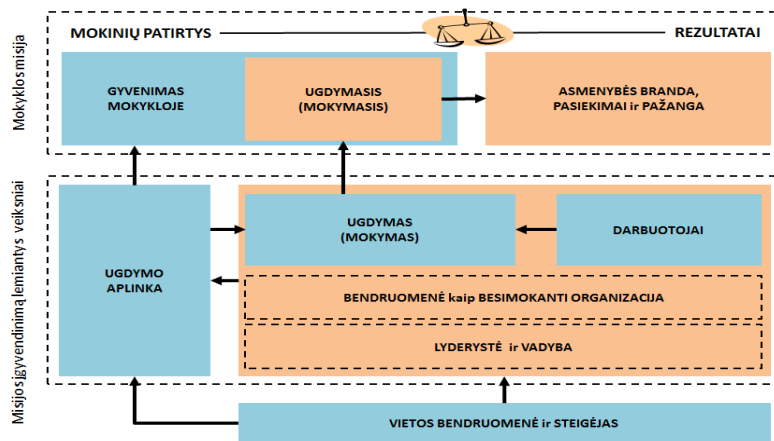 Mokyklos misija
MOKINIŲ PATIRTYS
REZULTATAI
GYVENIMAS
MOKYKLOJE
UGDYMASIS
(MOKYMASIS)
ASMENYBĖS BRANDA,
PASIEKIMAI ir PAŽANGA
Misijos įgyvendinimą lemiantys veiksniai
UGDYMO
APLINKA
UGDYMAS
(MOKYMAS)
DARBUOTOJAI
BENDRUOMENĖ kaip BESIMOKANTI ORGANIZACIJA
LYDERYSTĖ ir VADYBA
VIETOS BENDRUOMENĖ ir STEIGĖJAS